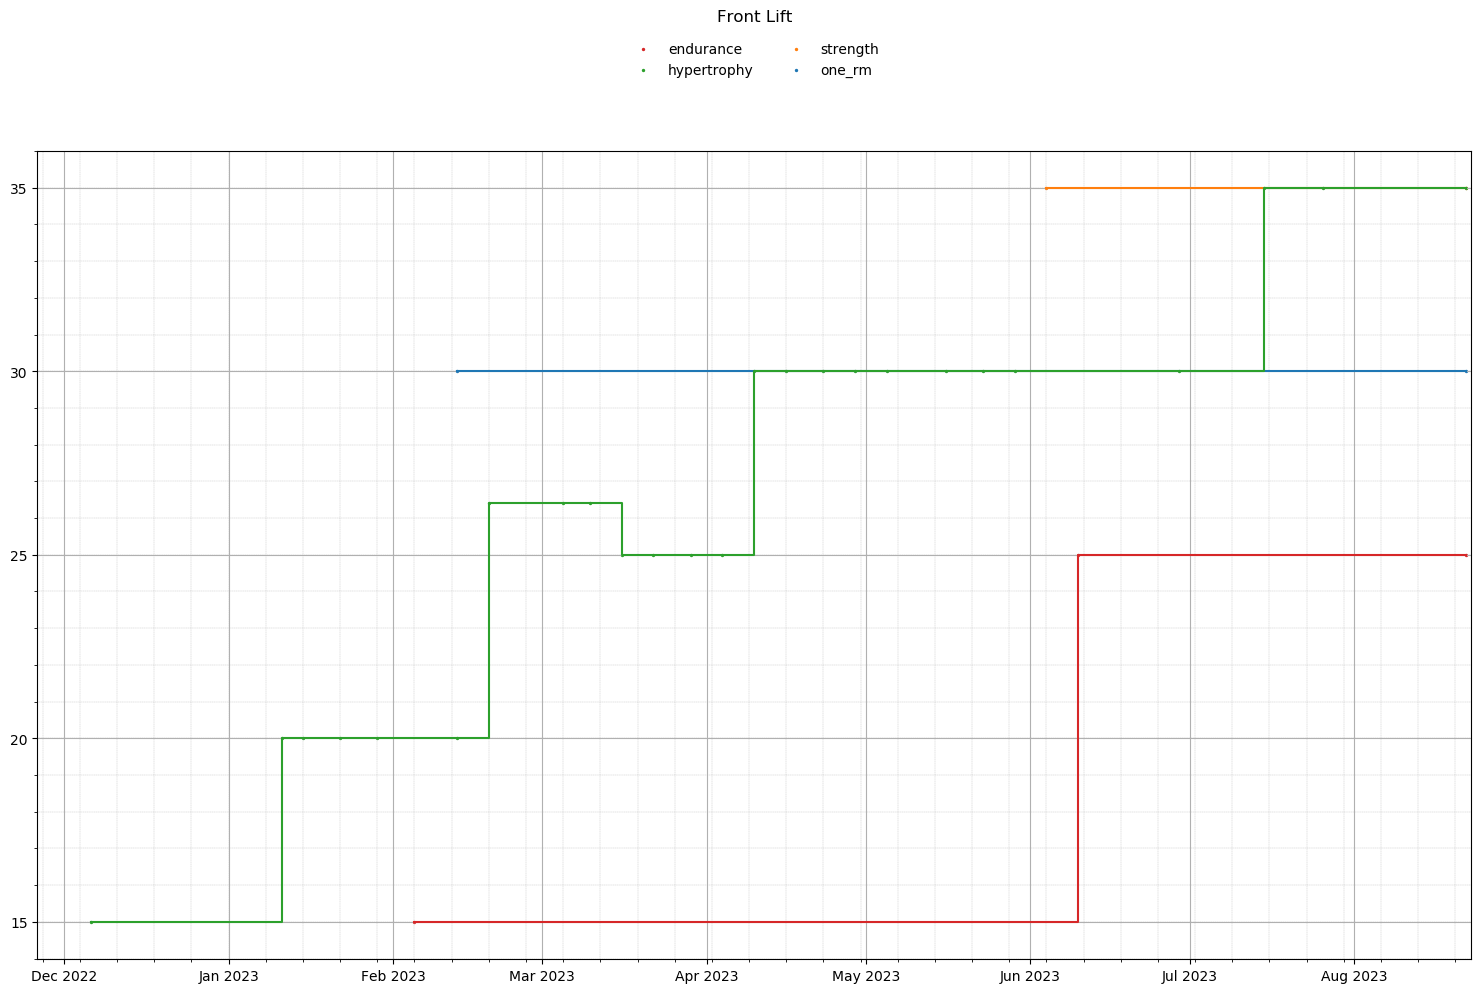 Front Lift
endurance strength
hypertrophy one_rm
35
30
25
20
15
Dec 2022 Jan 2023 Feb 2023 Mar 2023 Apr 2023 May 2023 Jun 2023 Jul 2023 Aug 2023